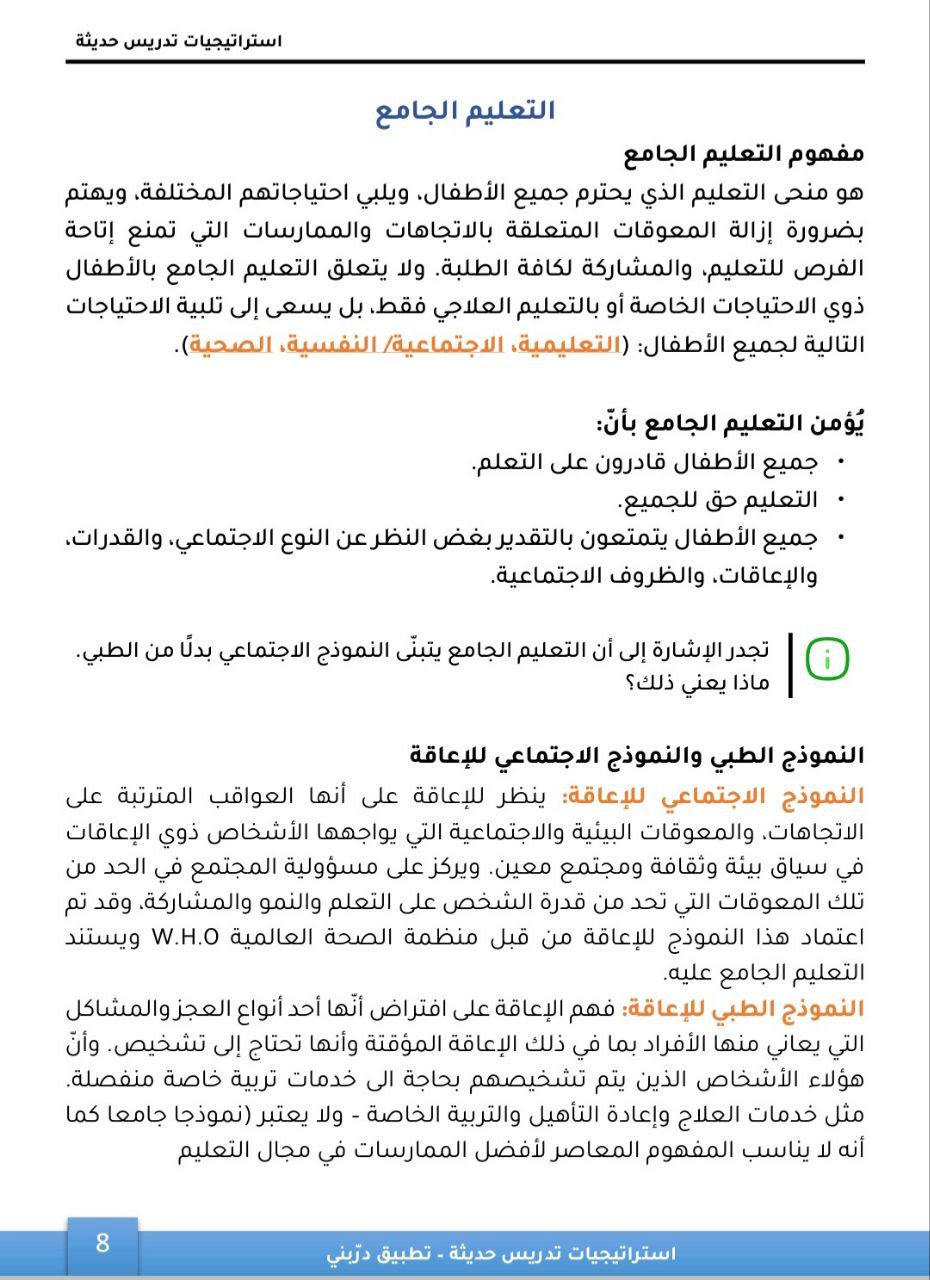 استراتيجيات تدريس حديثة
التعليم الجامع
مفهوم التعليم الجامع
هو منحى التعليم الذي يحترم جميع الأطفال، ويلبي احتياجاتهم المختلفة، ويهتم
بضرورة إزالة المعوقات المتعلقة بالاتجاهات والممارسات التي تمنع إتاحة
الفرص للتعليم، والمشاركة لكافة الطلبة. ولا يتعلق التعليم الجامع بالأطفال
ذوي الاحتياجات الخاصة أو بالتعليم العلاجي فقط، بل يسعى إلى تلبية الاحتياجات
التالية لجميع الأطفال: (التعليمية، الاجتماعية/ النفسية، الصحية).
يُؤمن التعليم الجامع بأنّ:
• جميع الأطفال قادرون على التعلم.
• التعليم حق للجميع.
• جميع الأطفال يتمتعون بالتقدير بغض النظر عن النوع الاجتماعي، والقدرات،
والإعاقات، والظروف الاجتماعية.
تجدر الإشارة إلى أن التعليم الجامع يتبنّى النموذج الاجتماعي بدلًا من الطبي.
ماذا يعني ذلك؟
النموذج الطبي والنموذج الاجتماعي للإعاقة
النموذج الاجتماعي للإعاقة: ينظر للإعاقة على أنها العواقب المترتبة على
الاتجاهات، والمعوقات البيئية والاجتماعية التي يواجهها الأشخاص ذوي الإعاقات
في سياق بيئة وثقافة ومجتمع معين. ويركز على مسؤولية المجتمع في الحد من
تلك المعوقات التي تحد من قدرة الشخص على التعلم والنمو والمشاركة، وقد تم
اعتماد هذا النموذج للإعاقة من قبل منظمة الصحة العالمية W.H.O ويستند
التعليم الجامع عليه.
النموذج الطبي للإعاقة: فهم الإعاقة على افتراض أنّها أحد أنواع العجز والمشاكل
التي يعاني منها الأفراد بما في ذلك الإعاقة المؤقتة وأنها تحتاج إلى تشخيص. وأنّ
هؤلاء الأشخاص الذين يتم تشخيصهم بحاجة الى خدمات تربية خاصة منفصلة.
مثل خدمات العلاج وإعادة التأهيل والتربية الخاصة - ولا يعتبر (نموذجا جامعا كما
أنه لا يناسب المفهوم المعاصر لأفضل الممارسات في مجال التعليم
استراتيجيات تدريس حديثة - تطبيق درّبني
8